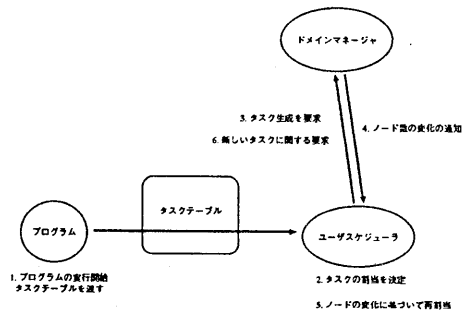 ドメインマネージャ
3. タスク生成を要求
4. ノード数の変化の通知
6.新しいタスクに関する要求
タスクテーブル
プログラム
ユーザスケジューラ
1. プログラムの実行開始
タスクテーブルを渡す
2. タスクの割当を決定
5. ノードの変化に基づいて再割当